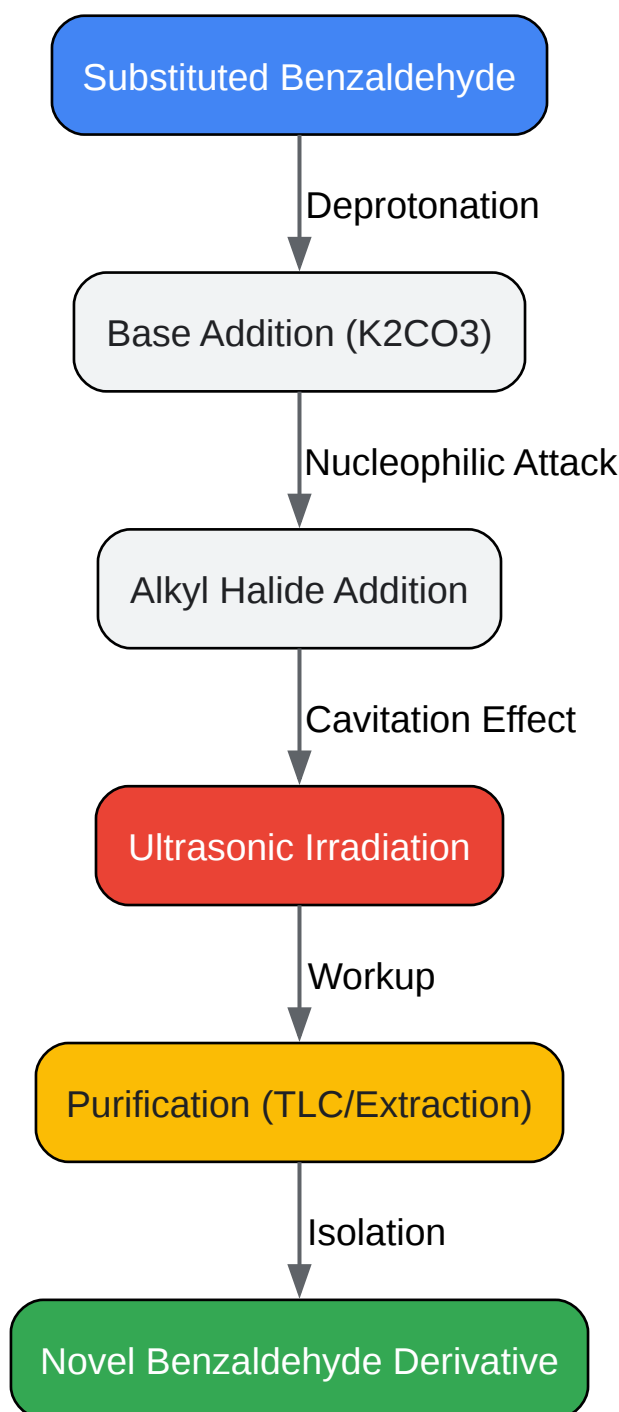 Substituted Benzaldehyde
Deprotonation
Base Addition (K2CO3)
Nucleophilic Attack
Alkyl Halide Addition
Cavitation Effect
Ultrasonic Irradiation
Workup
Purification (TLC/Extraction)
Isolation
Novel Benzaldehyde Derivative